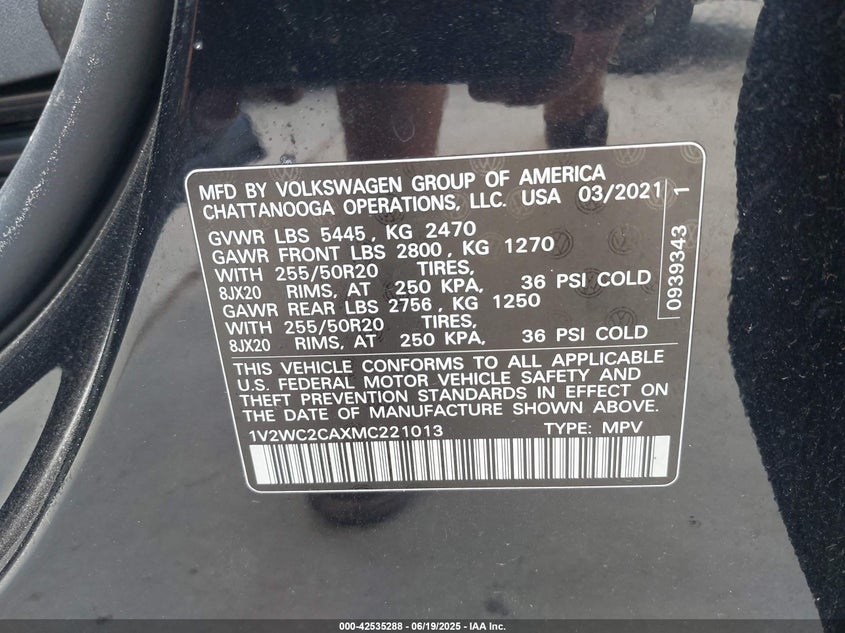 MFD BY VOLKSWAGEN GROUP OF AMERICA
CHATTANOOGA OPERATIONS, LLC. USA 03/2021
GVWR LBS 5445, KG 2470
GAWR FRONT LBS 2800, KG 1270
WITH 255/50R20 TIRES,
8JX20 RIMS, AT 250 KPA, 36 PSI COLD
GAWR REAR LBS 2756, KG 1250
WITH 255/50R20 TIRES,
8JX20 RIMS, AT 250 KPA, 36 PSI COLD
THIS VEHICLE CONFORMS TO ALL APPLICABLE
U.S. FEDERAL MOTOR VEHICLE SAFETY AND
THEFT PREVENTION STANDARDS IN EFFECT ON
THE DATE OF MANUFACTURE SHOWN ABOVE.
1V2WC2CAXMC221013 TYPE: MPV
0939343 1
000-42535288 - 06/19/2025 - IAA Inc.